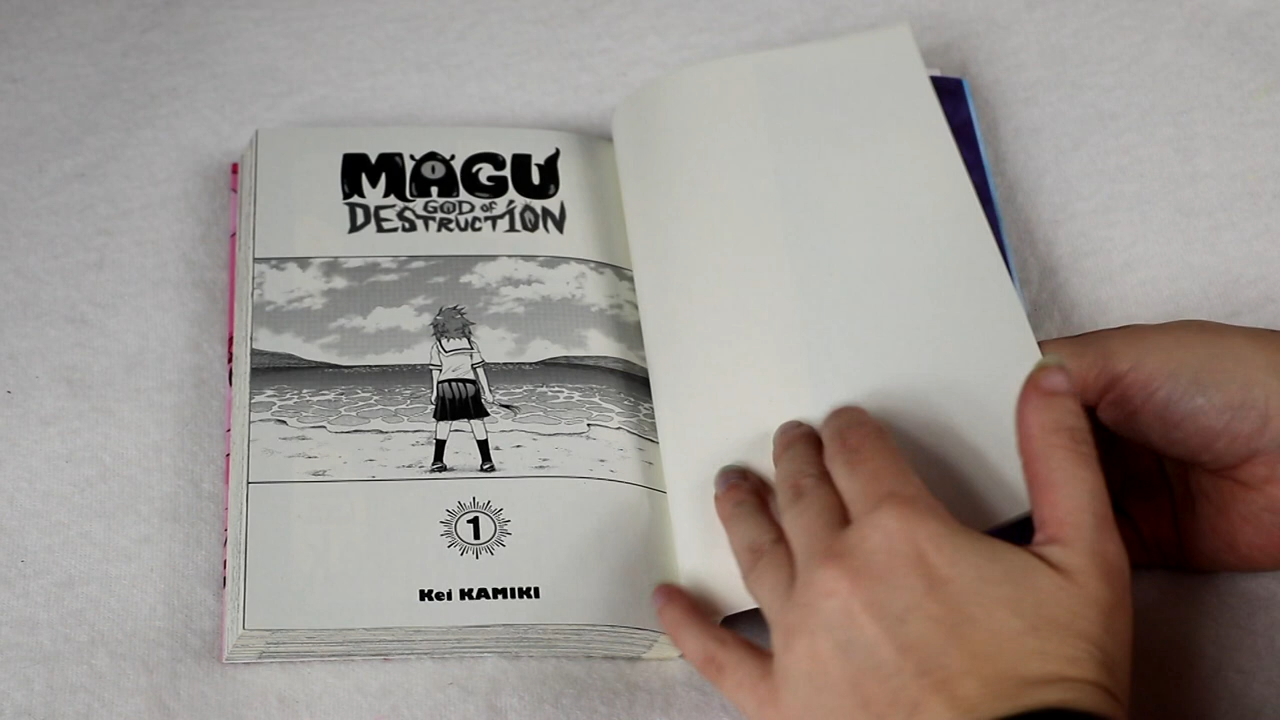 MAGU
GOD OF
DESTRUCTION
1
Kei KAMIKI